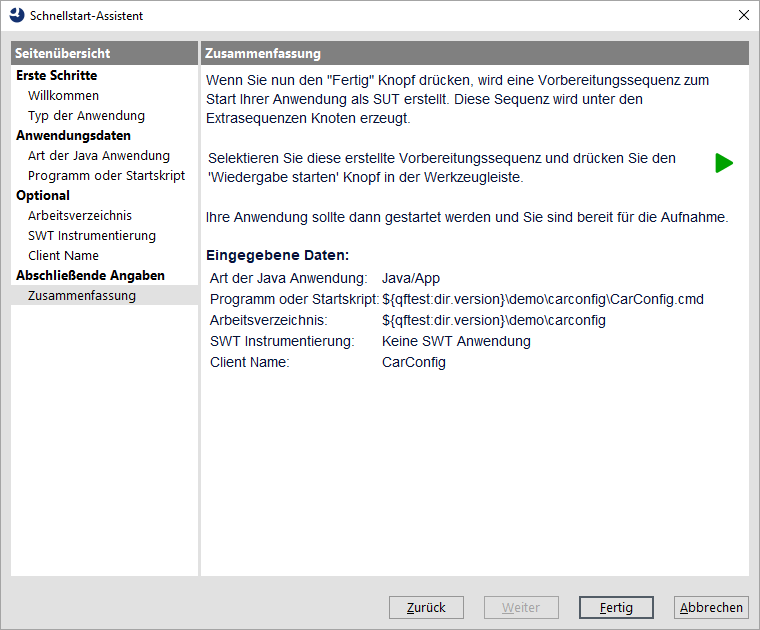 Schnellstart-Assistent
Seitenübersicht
Erste Schritte
Willkommen
Typ der Anwendung
Anwendungsdaten
Art der Java Anwendung
Programm oder Startskript
Optional
Arbeitsverzeichnis
SWT Instrumentierung
Client Name
Abschließende Angaben
Zusammenfassung
Zusammenfassung
Wenn Sie nun den "Fertig" Knopf drücken, wird eine Vorbereitungssequenz zum
Start Ihrer Anwendung als SUT erstellt. Diese Sequenz wird unter den
Extrasequenzen Knoten erzeugt.
Selektieren Sie diese erstellte Vorbereitungssequenz und drücken Sie den
'Wiedergabe starten' Knopf in der Werkzeugleiste.
Ihre Anwendung sollte dann gestartet werden und Sie sind bereit für die Aufnahme.
Eingegebene Daten:
Art der Java Anwendung: Java/App
Programm oder Startskript: ${qftest:dir.version}\demo\carconfig\CarConfig.cmd
Arbeitsverzeichnis: ${qftest:dir.version}\demo\carconfig
SWT Instrumentierung: Keine SWT Anwendung
Client Name: CarConfig
Zurück Weiter Fertig Abbrechen